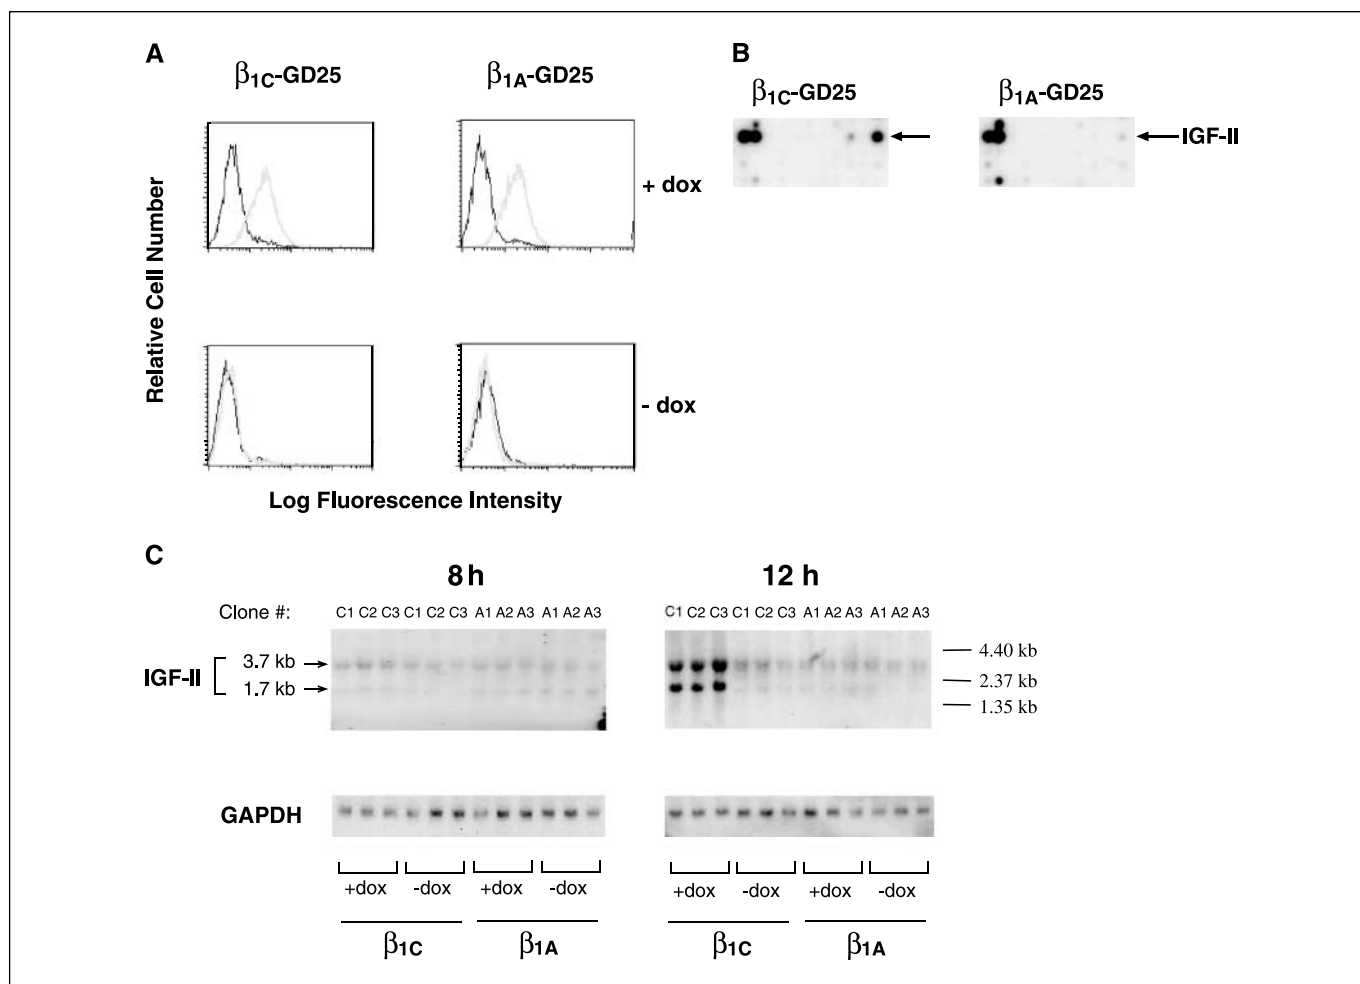 A
B
β1C-GD25
β1A-GD25
β1C-GD25
β1A-GD25
IGF-II
+ dox
- dox
Relative Cell Number
Log Fluorescence Intensity
C
8h
12 h
Clone #:
C1 C2 C3 C1 C2 C3 A1 A2 A3 A1 A2 A3
C1 C2 C3 C1 C2 C3 A1 A2 A3 A1 A2 A3
IGF-II
3.7 kb
1.7 kb
4.40 kb
2.37 kb
1.35 kb
GAPDH
+dox -dox +dox -dox
+dox -dox +dox -dox
β1C β1A
β1C β1A